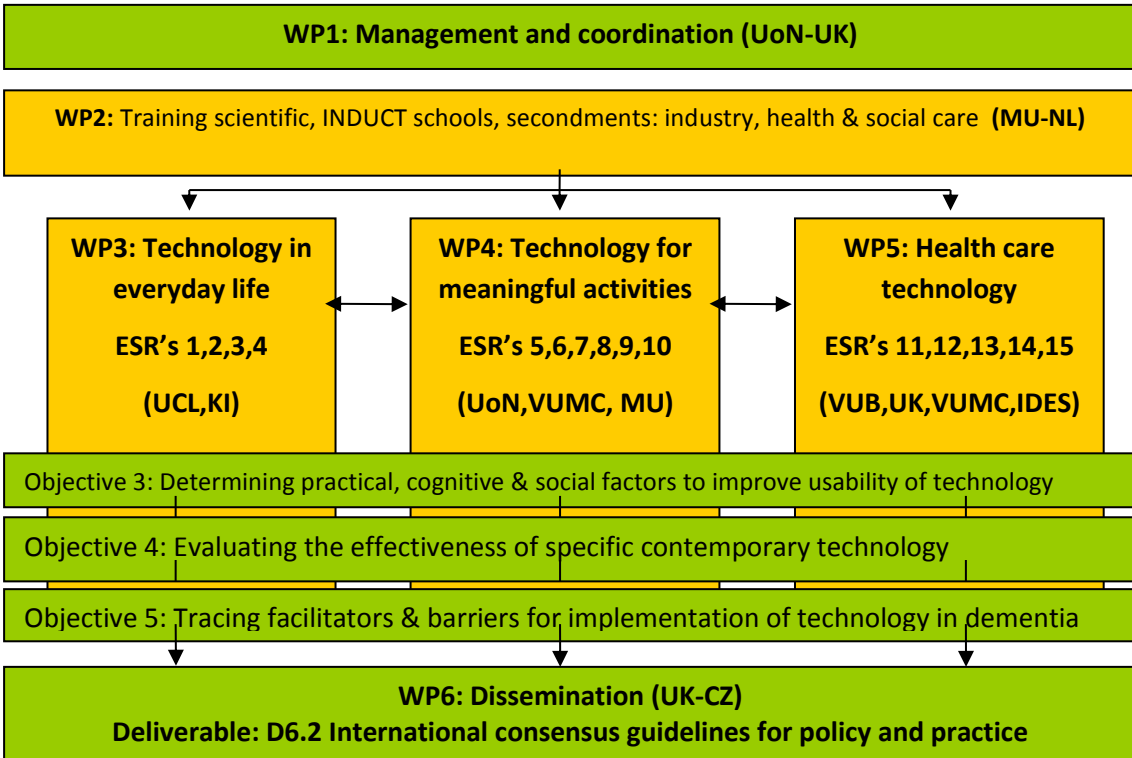 WP1: Management and coordination (UoN-UK)
WP2: Training scientific, INDUCT schools, secondments: industry, health & social care (MU-NL)
WP3: Technology in
everyday life
ESR's 1,2,3,4
(UCL,KI)
WP4: Technology for
meaningful activities
ESR's 5,6,7,8,9,10
(UoN,VUMC, MU)
WP5: Health care
technology
ESR's 11,12,13,14,15
(VUB,UK,VUMC,IDES)
Objective 3: Determining practical, cognitive & social factors to improve usability of technology
Objective 4: Evaluating the effectiveness of specific contemporary technology
Objective 5: Tracing facilitators & barriers for implementation of technology in dementia
WP6: Dissemination (UK-CZ)
Deliverable: D6.2 International consensus guidelines for policy and practice